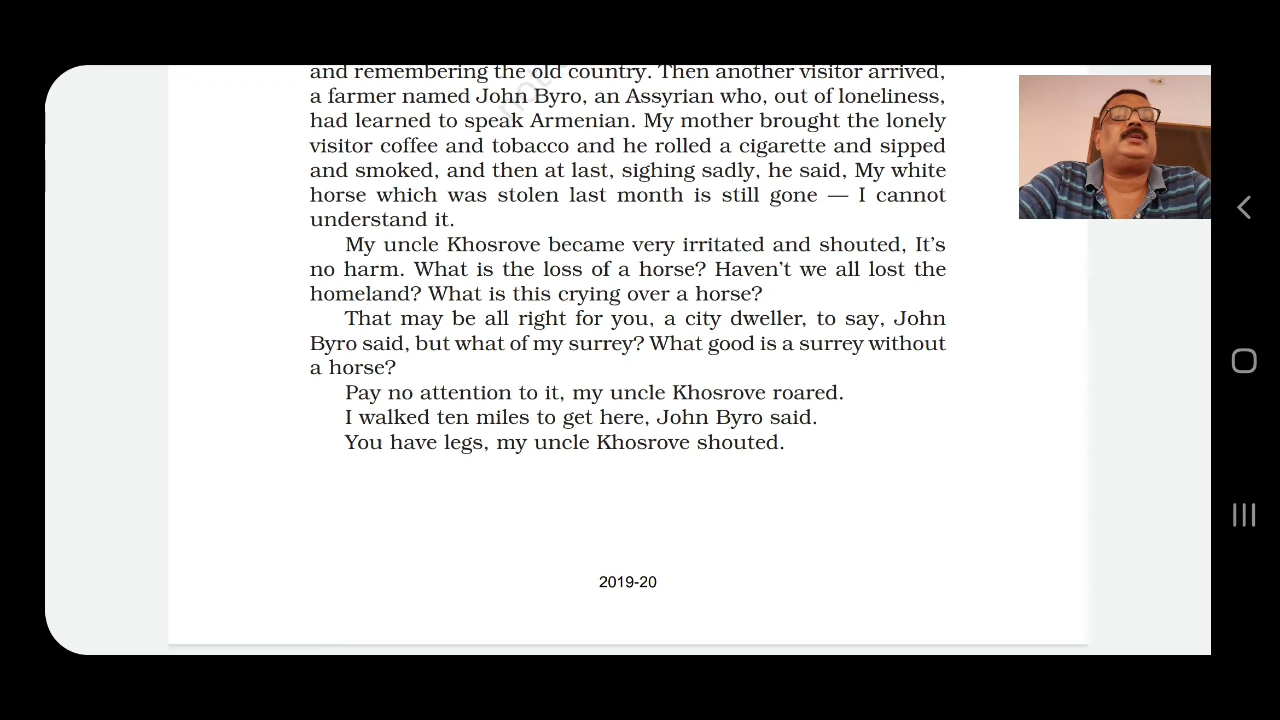 and remembering the old country. Then another visitor arrived,
a farmer named John Byro, an Assyrian who, out of loneliness,
had learned to speak Armenian. My mother brought the lonely
visitor coffee and tobacco and he rolled a cigarette and sipped
and smoked, and then at last, sighing sadly, he said, My white
horse which was stolen last month is still gone — I cannot
understand it.
My uncle Khosrove became very irritated and shouted, It's
no harm. What is the loss of a horse? Haven't we all lost the
homeland? What is this crying over a horse?
That may be all right for you, a city dweller, to say, John
Byro said, but what of my surrey? What good is a surrey without
a horse?
Pay no attention to it, my uncle Khosrove roared.
I walked ten miles to get here, John Byro said.
You have legs, my uncle Khosrove shouted.
not
2019-20